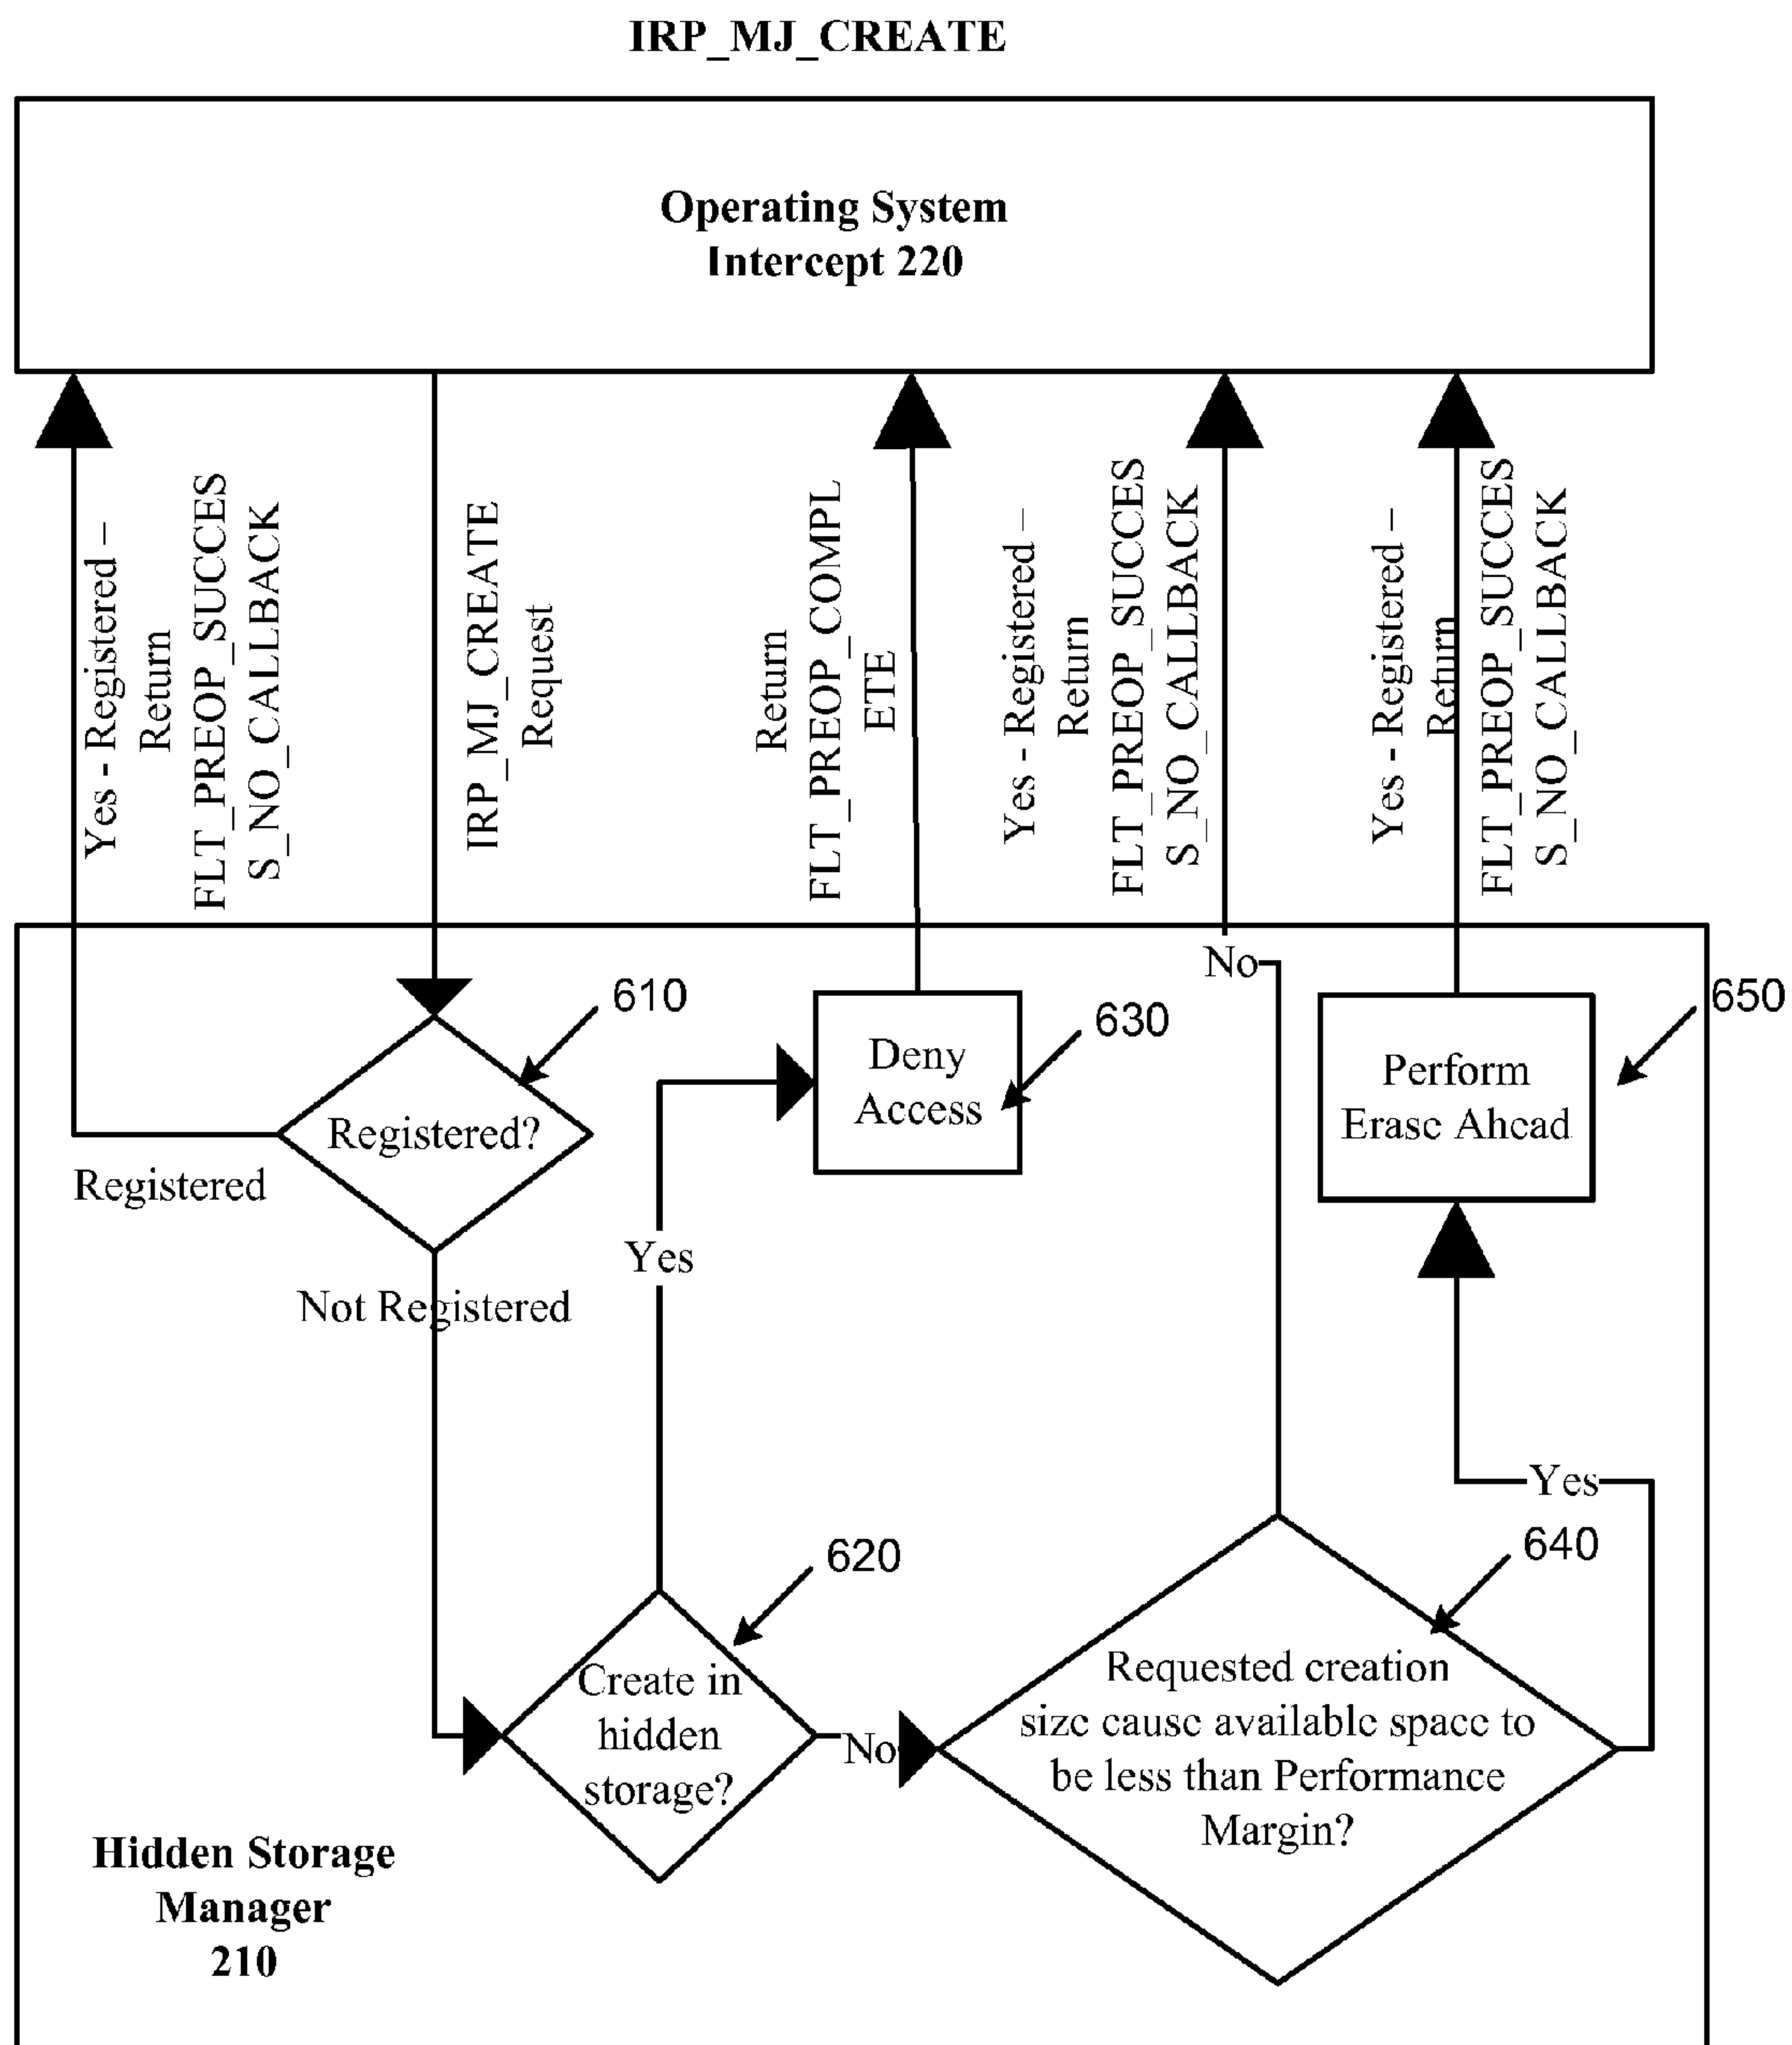 IRP_MJ_CREATE
Operating System
Intercept 220
Yes - Registered –
Return
FLT_PREOP_SUCCES
S_NO_CALLBACK
IRP_MJ_CREATE
Request
Return
FLT_PREOP_COMPL
ETE
Yes - Registered –
Return
FLT_PREOP_SUCCES
S_NO_CALLBACK
Yes - Registered –
Return
FLT_PREOP_SUCCES
S_NO_CALLBACK
No
610
630
650
Deny
Access
Perform
Erase Ahead
Registered?
Registered
Yes
Not Registered
Yes
620
640
Create in
hidden
storage?
No
Requested creation
size cause available space to
be less than Performance
Margin?
Hidden Storage
Manager
210